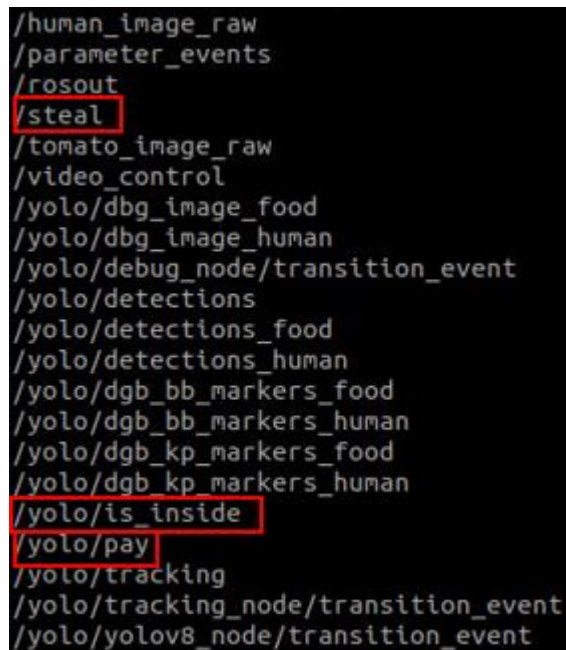 /human_image_raw
/parameter_events
/rosout
/steal
/tomato_image_raw
/video_control
/yolo/dbg_image_food
/yolo/dbg_image_human
/yolo/debug_node/transition_event
/yolo/detections
/yolo/detections_food
/yolo/detections_human
/yolo/dgb_bb_markers_food
/yolo/dgb_bb_markers_human
/yolo/dgb_kp_markers_food
/yolo/dgb_kp_markers_human
/yolo/is_inside
/yolo/pay
/yolo/tracking
/yolo/tracking_node/transition_event
/yolo/yolov8_node/transition_event